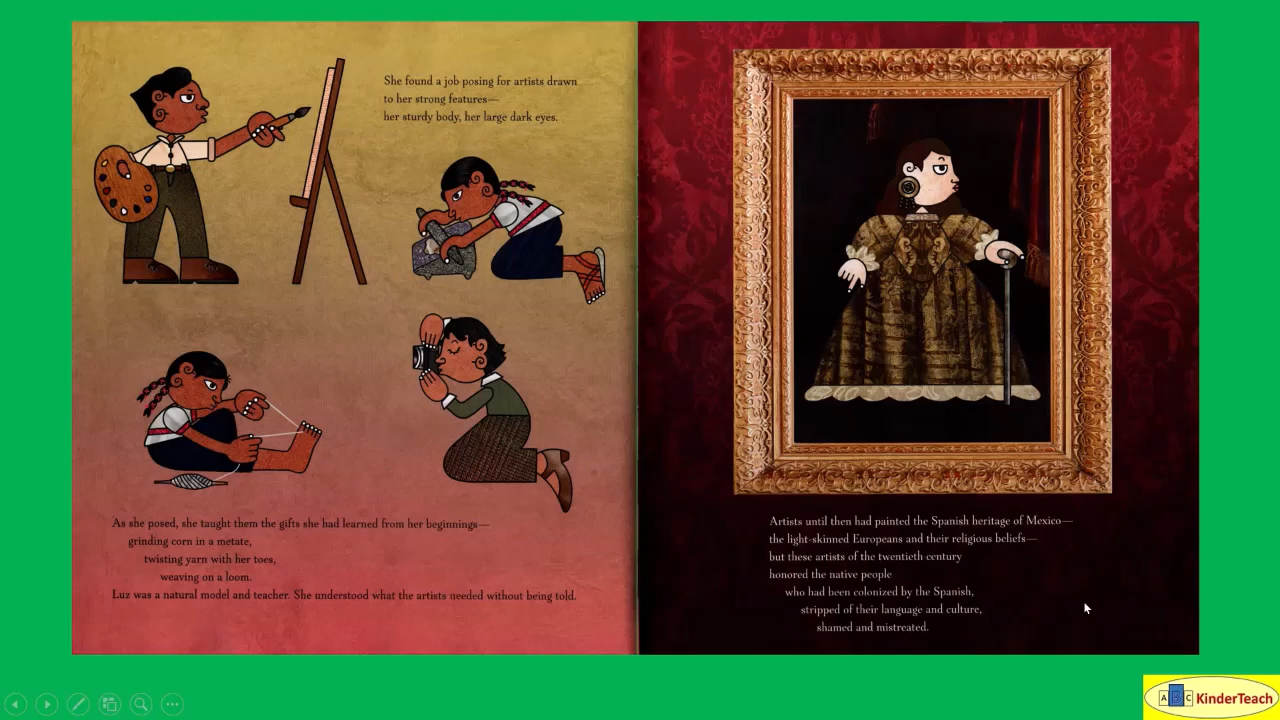 She found a job posing for artists drawn
to her strong features—
her sturdy body, her large dark eyes.
As she posed, she taught them the gifts she had learned from her beginnings—
grinding corn in a metate,
twisting yarn with her toes,
weaving on a loom.
Luz was a natural model and teacher. She understood what the artists needed without being told.
Artists until then had painted the Spanish heritage of Mexico—
the light-skinned Europeans and their religious beliefs—
but these artists of the twentieth century
honored the native people
who had been colonized by the Spanish,
stripped of their language and culture,
shamed and mistreated.
A B C KinderTeach